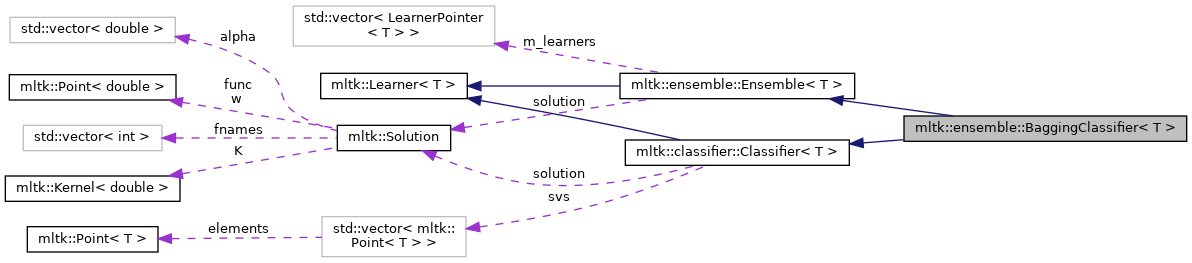 std::vector< double >
alpha
std::vector< LearnerPointer
< T > >
m_learners
mltk::Point< double >
func
w
mltk::Learner< T >
mltk::ensemble::Ensemble< T >
solution
std::vector< int >
fnames
mltk::Solution
mltk::ensemble::BaggingClassifier< T >
K
mltk::classifier::Classifier< T >
mltk::Kernel< double >
solution
svs
mltk::Point< T >
elements
std::vector< mltk::
Point< T > >